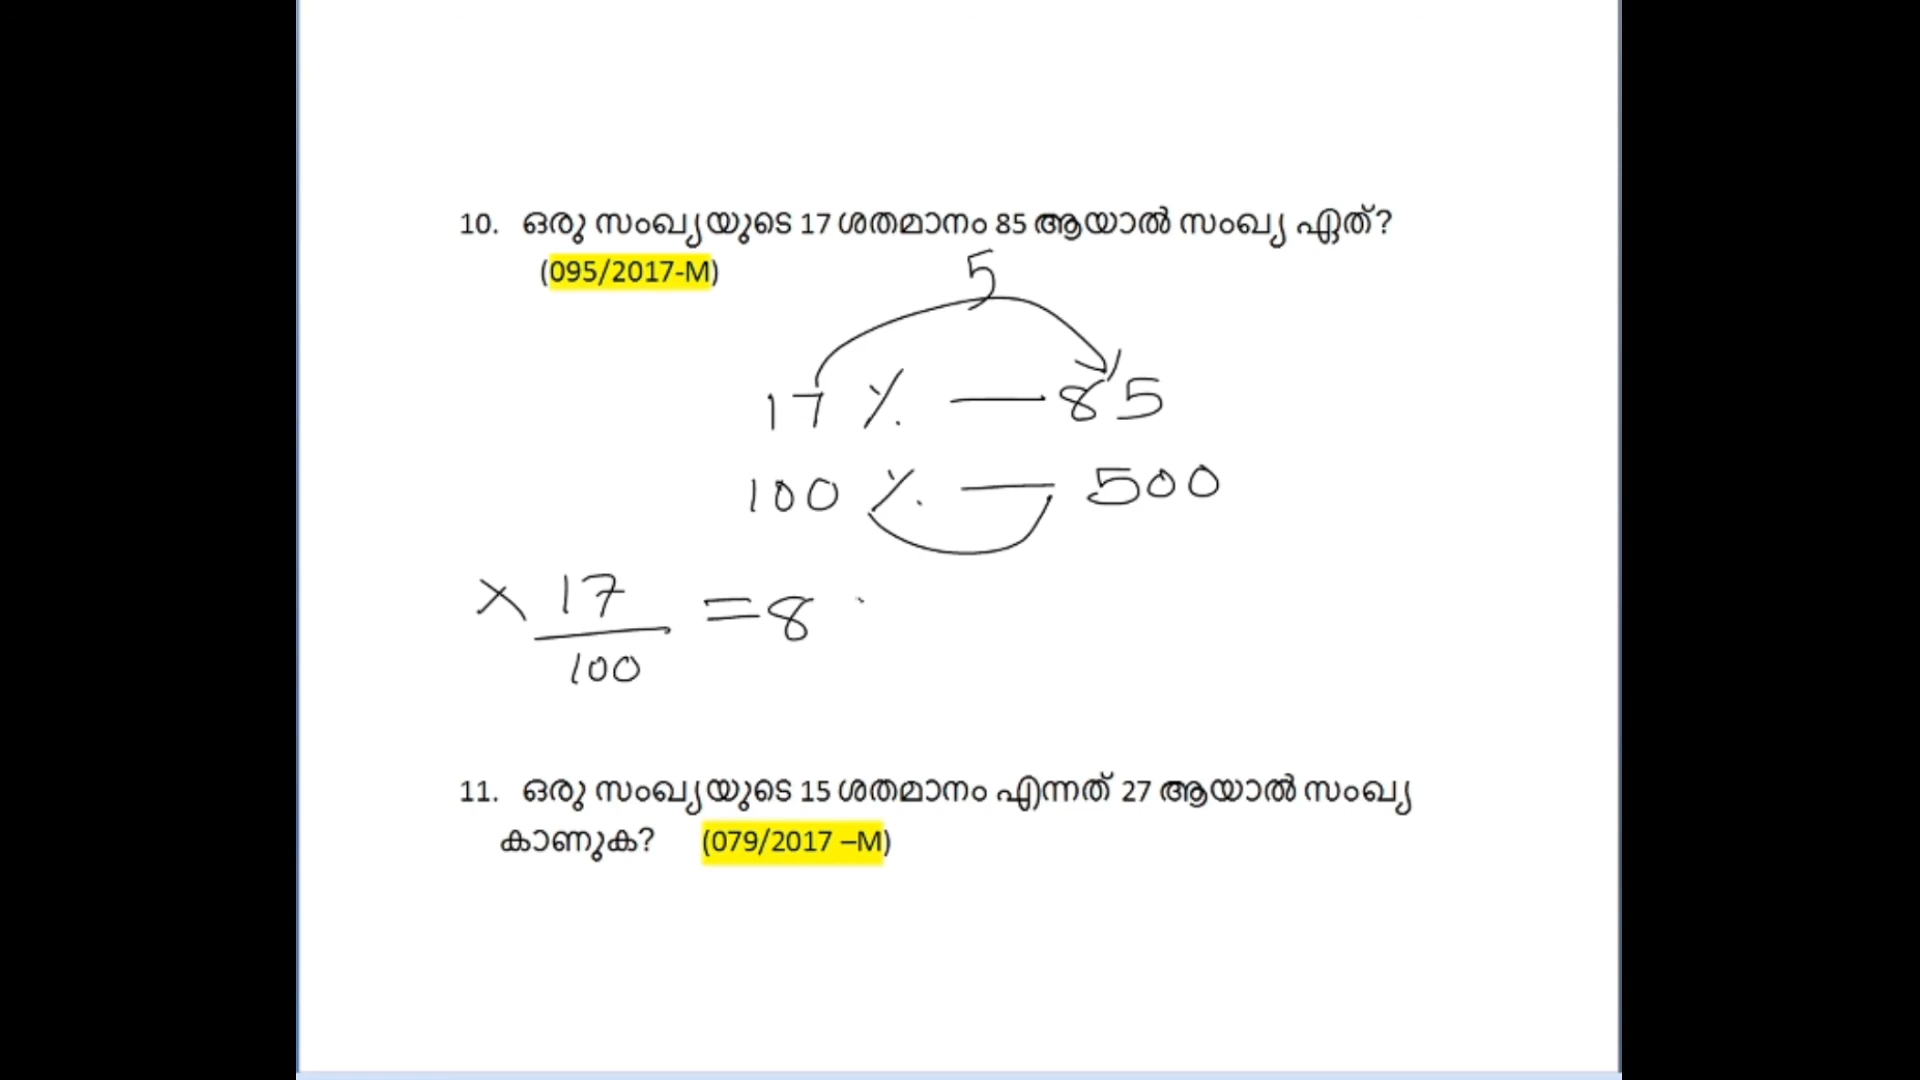 10. ഒരു സംഖ്യയുടെ 17 ശതമാനം 85 ആയാൽ സംഖ്യ ഏത്?
(095/2017-M)
5
17 % — 85
100 % — 500
× 17 = 8
100
11. ഒരു സംഖ്യയുടെ 15 ശതമാനം എന്നത് 27 ആയാൽ സംഖ്യ
കാണുക? (079/2017 –M)